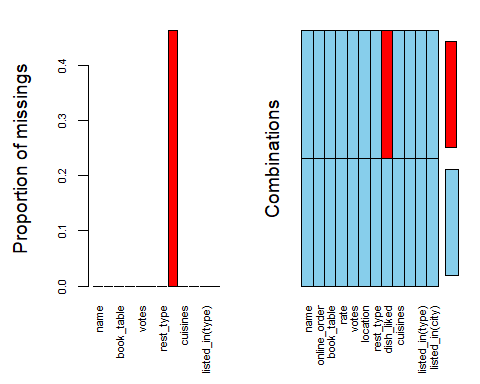 Proportion of missings
0.4
0.3
0.2
0.1
0.0
name
book_table
votes
rest_type
cuisines
listed_in(type)
Combinations
name
online_order
book_table
rate
votes
location
rest_type
dish_liked
cuisines
listed_in(type)
listed_in(city)